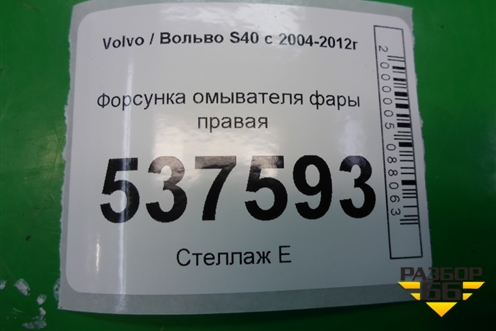 Volvo / Вольво S40 с 2004-2012г
Форсунка омывателя фары
правая
537593
Стеллаж Е
2000005088063
РАЗБОР
66